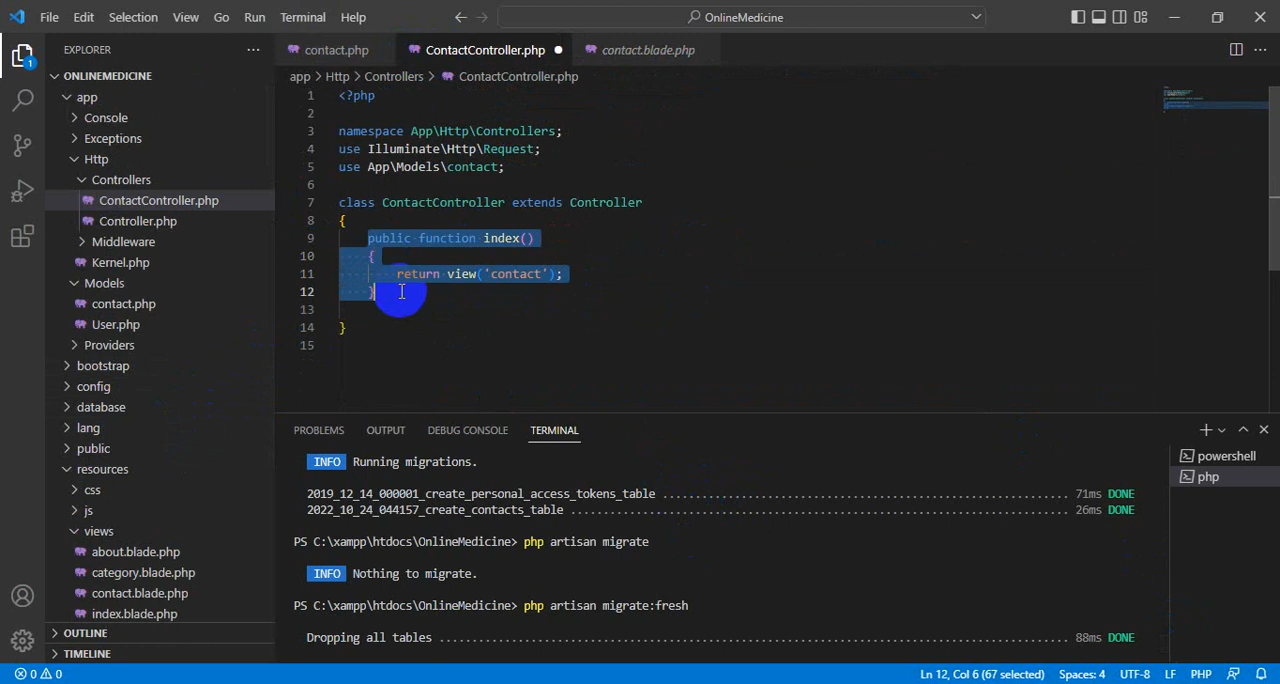 File Edit Selection View Go Run Terminal Help OnlineMedicine
EXPLORER
contact.php ContactController.php contact.blade.php
ONLINEMEDICINE
app
Console
Exceptions
Http
Controllers
ContactController.php
Controller.php
Middleware
Kernel.php
Models
contact.php
User.php
Providers
bootstrap
config
database
lang
public
resources
css
js
views
about.blade.php
category.blade.php
contact.blade.php
index.blade.php
OUTLINE
TIMELINE
1
app > Http > Controllers > ContactController.php
1 <?php
2
3 namespace App\Http\Controllers;
4 use Illuminate\Http\Request;
5 use App\Models\contact;
6
7 class ContactController extends Controller
8 {
9 public function index()
10 {
11 return view('contact');
12 }
13
14 }
15
PROBLEMS OUTPUT DEBUG CONSOLE TERMINAL
INFO Running migrations.
2019_12_14_000001_create_personal_access_tokens_table ........................................................................ 71ms DONE
2022_10_24_044157_create_contacts_table ...................................................................................... 26ms DONE
PS C:\xampp\htdocs\OnlineMedicine> php artisan migrate
INFO Nothing to migrate.
PS C:\xampp\htdocs\OnlineMedicine> php artisan migrate:fresh
Dropping all tables .......................................................................................................... 88ms DONE
powershell
php
0 0 Ln 12, Col 6 (67 selected) Spaces: 4 UTF-8 LF PHP